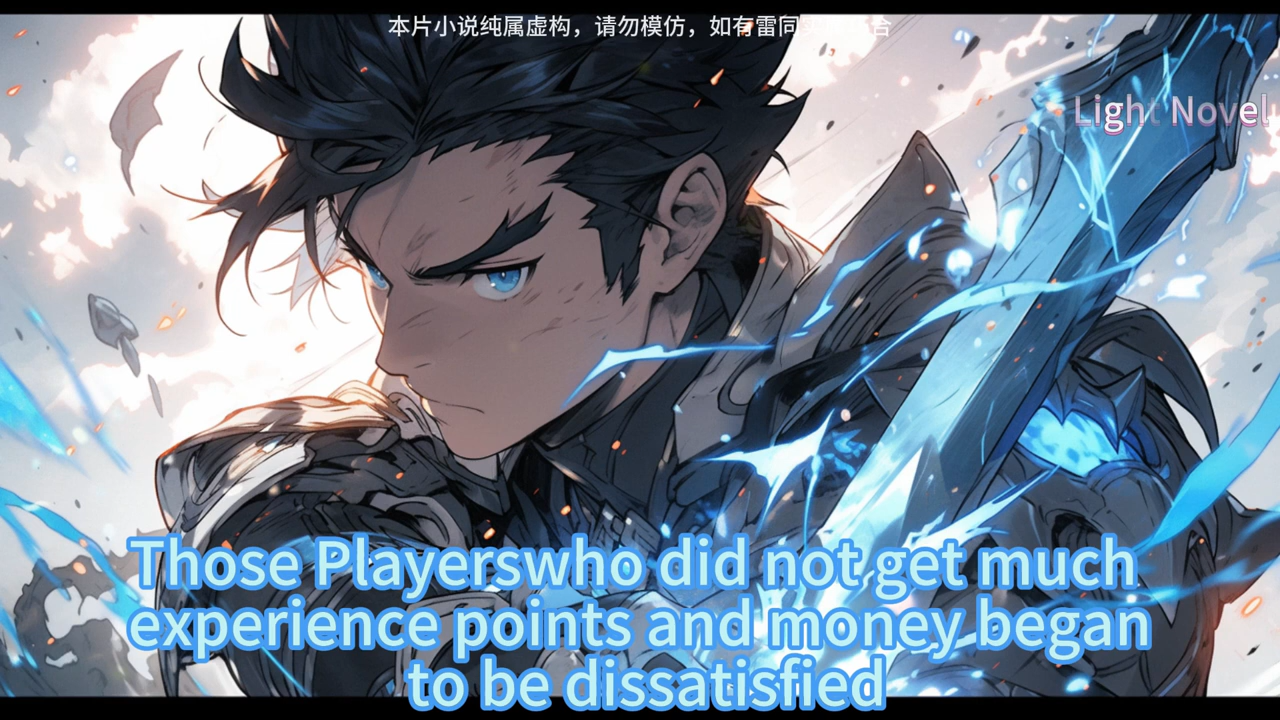 本片小说纯属虚构，请勿模仿，如有雷同
Light Novel
Those Playerswho did not get much
experience points and money began
to be dissatisfied